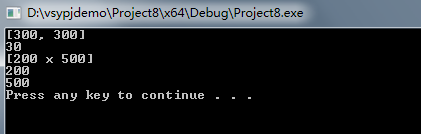 D:\vsypjdemo\Project8\x64\Debug\Project8.exe
[300, 300]
30
[200 x 500]
200
500
Press any key to continue . . .